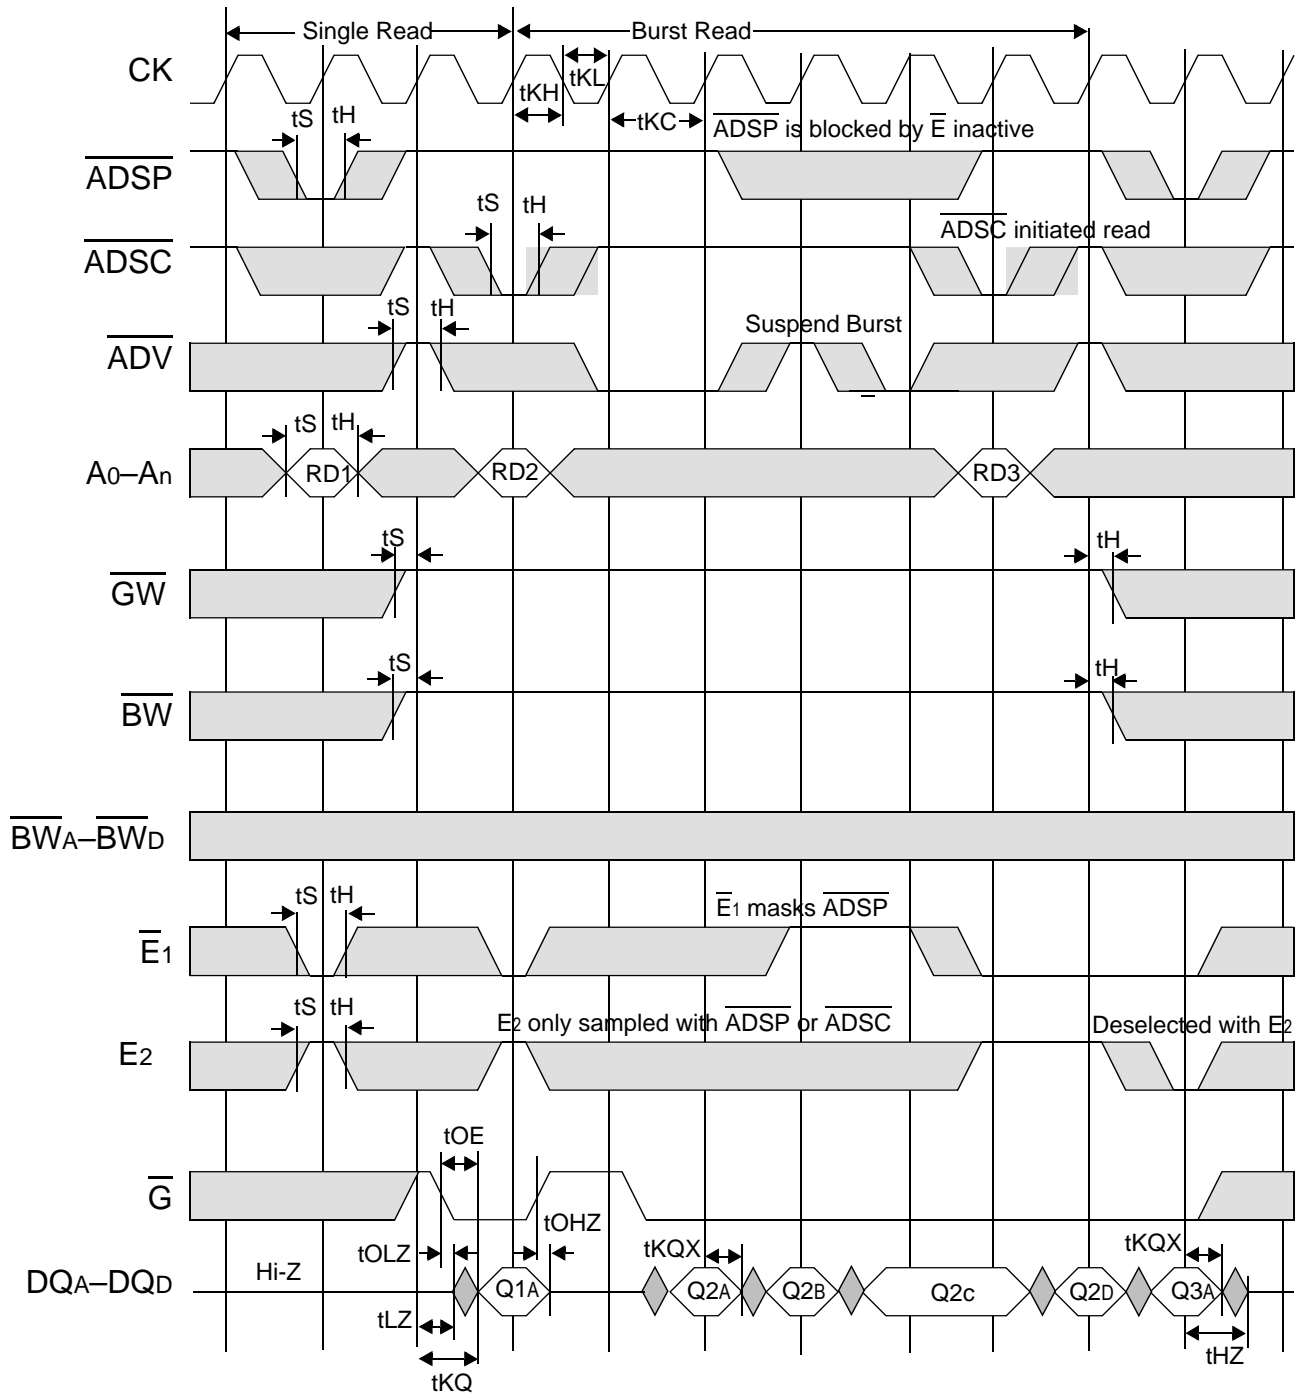 Single Read Burst Read
CK
tKL
tKH
tS tH
tKC
ADSP is blocked by E inactive
ADSP
tS tH
ADSC initiated read
ADSC
tS tH
Suspend Burst
ADV
tS tH
A0–An RD1 RD2 RD3
tS tH
GW
tS tH
BW
BWA–BWD
tS tH
E1 masks ADSP
E1
tS tH
E2 only sampled with ADSP or ADSC Deselected with E2
E2
tOE
G
tOHZ
tOLZ tKQX tKQX
Hi-Z
DQA–DQD Q1A Q2A Q2B Q2c Q2D Q3A
tLZ
tHZ
tKQ